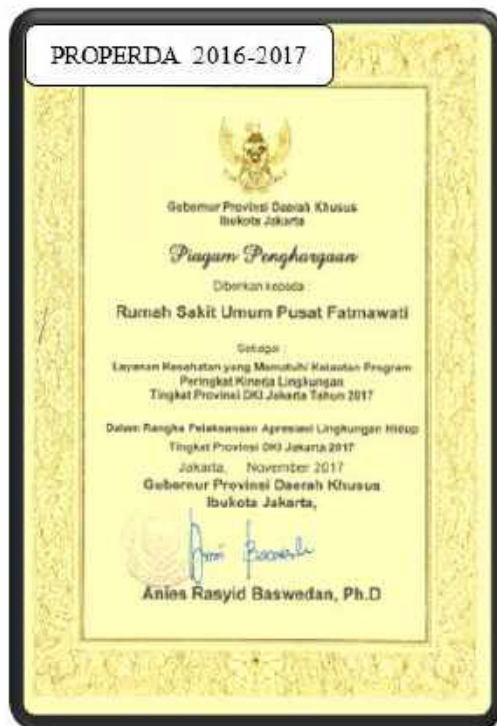 PROPERDA 2016-2017
Gubernur Provinsi Daerah Khusus
Ibukota Jakarta
Piagam Penghargaan
Diberikan kepada :
Rumah Sakit Umum Pusat Fatmawati
Sebagai :
Layanan Kesehatan yang Mematuhi Ketaatan Program
Peringkat Kinerja Lingkungan
Tingkat Provinsi DKI Jakarta Tahun 2017
Dalam Rangka Pelaksanaan Apresiasi Lingkungan Hidup
Tingkat Provinsi DKI Jakarta 2017
Jakarta, November 2017
Gubernur Provinsi Daerah Khusus
Ibukota Jakarta,
Anies Rasyid Baswedan, Ph.D